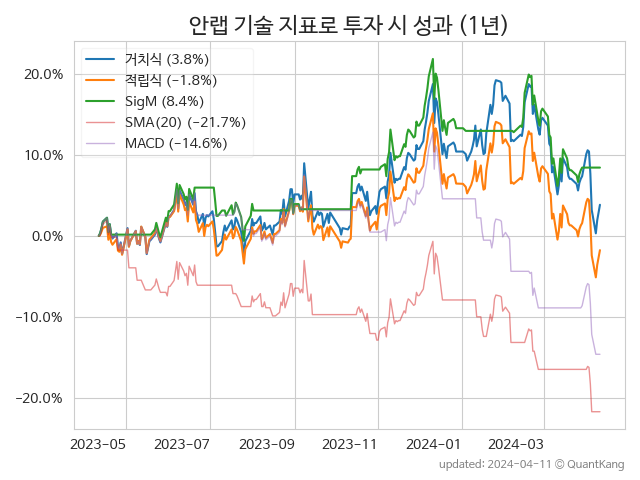 안랩 기술 지표로 투자 시 성과 (1년)
거치식 (3.8%)
적립식 (−1.8%)
SigM (8.4%)
SMA(20) (−21.7%)
MACD (−14.6%)
20.0%
10.0%
0.0%
−10.0%
−20.0%
2023-05 2023-07 2023-09 2023-11 2024-01 2024-03
updated: 2024-04-11 © QuantKang